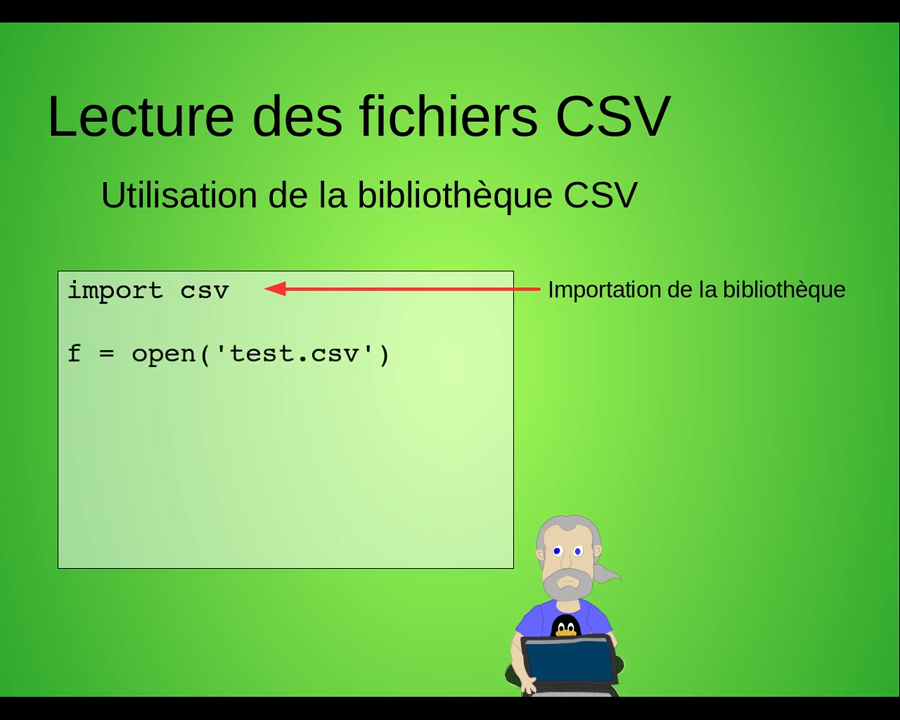 Lecture des fichiers CSV
Utilisation de la bibliothèque CSV
import csv
Importation de la bibliothèque
f = open('test.csv')